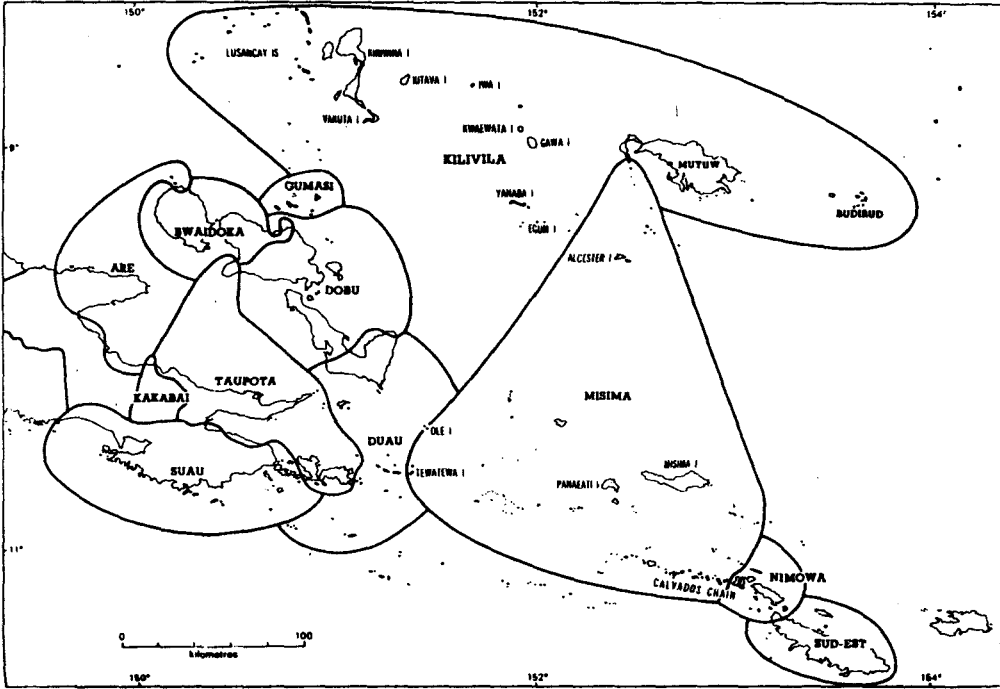 150°
152°
154°
LUSANCAY IS
KIRIWINA I
KITAVA I
IWA I
VAKUTA I
KWAEWATA I
GAWA I
9°
KILIVILA
MUTUW
GUMASI
YANABA I
BUDIBUD
EGUM I
BWAIDOKA
ALCESTER I
ARE
DOBU
TAUPOTA
MISIMA
KAKABAI
OLE I
DUAU
TEWATEWA I
SUAU
MISIMA I
PANAEATI I
11°
NIMOWA
CALVADOS CHAIN
0 100
kilometres
SUD-EST
150°
152°
154°